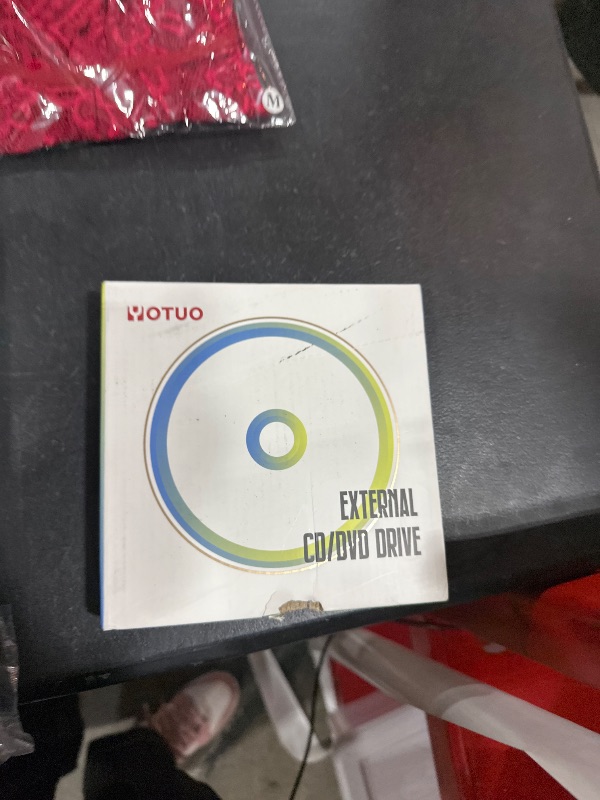 M
YOTUO
EXTERNAL
CD/DVD DRIVE